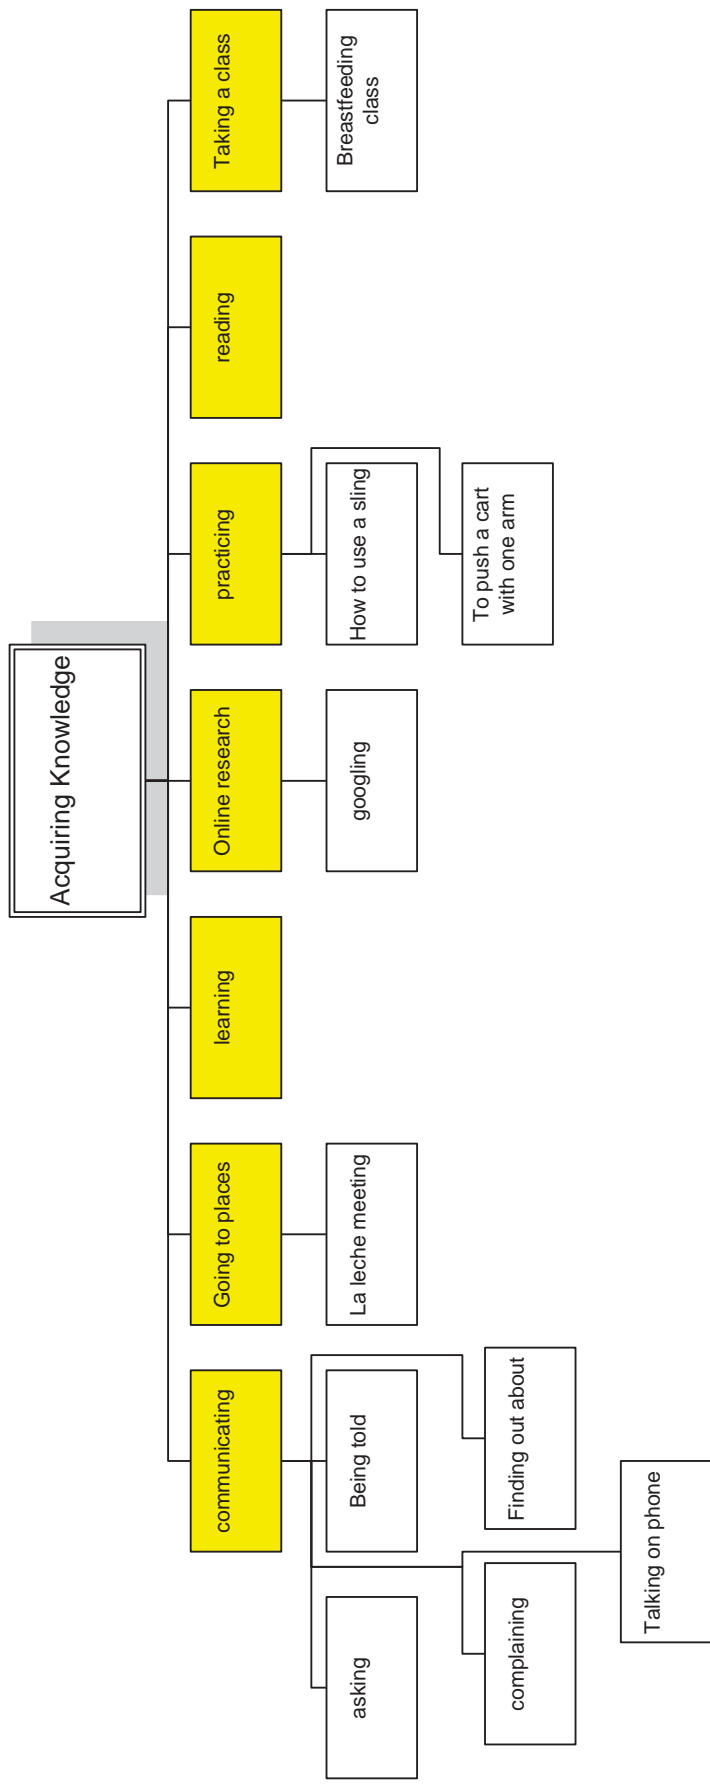 Acquiring Knowledge
communicating
Going to places
learning
Online research
practicing
reading
Taking a class
asking
Being told
La leche meeting
googling
How to use a sling
Breastfeeding
class
complaining
Finding out about
To push a cart
with one arm
Talking on phone